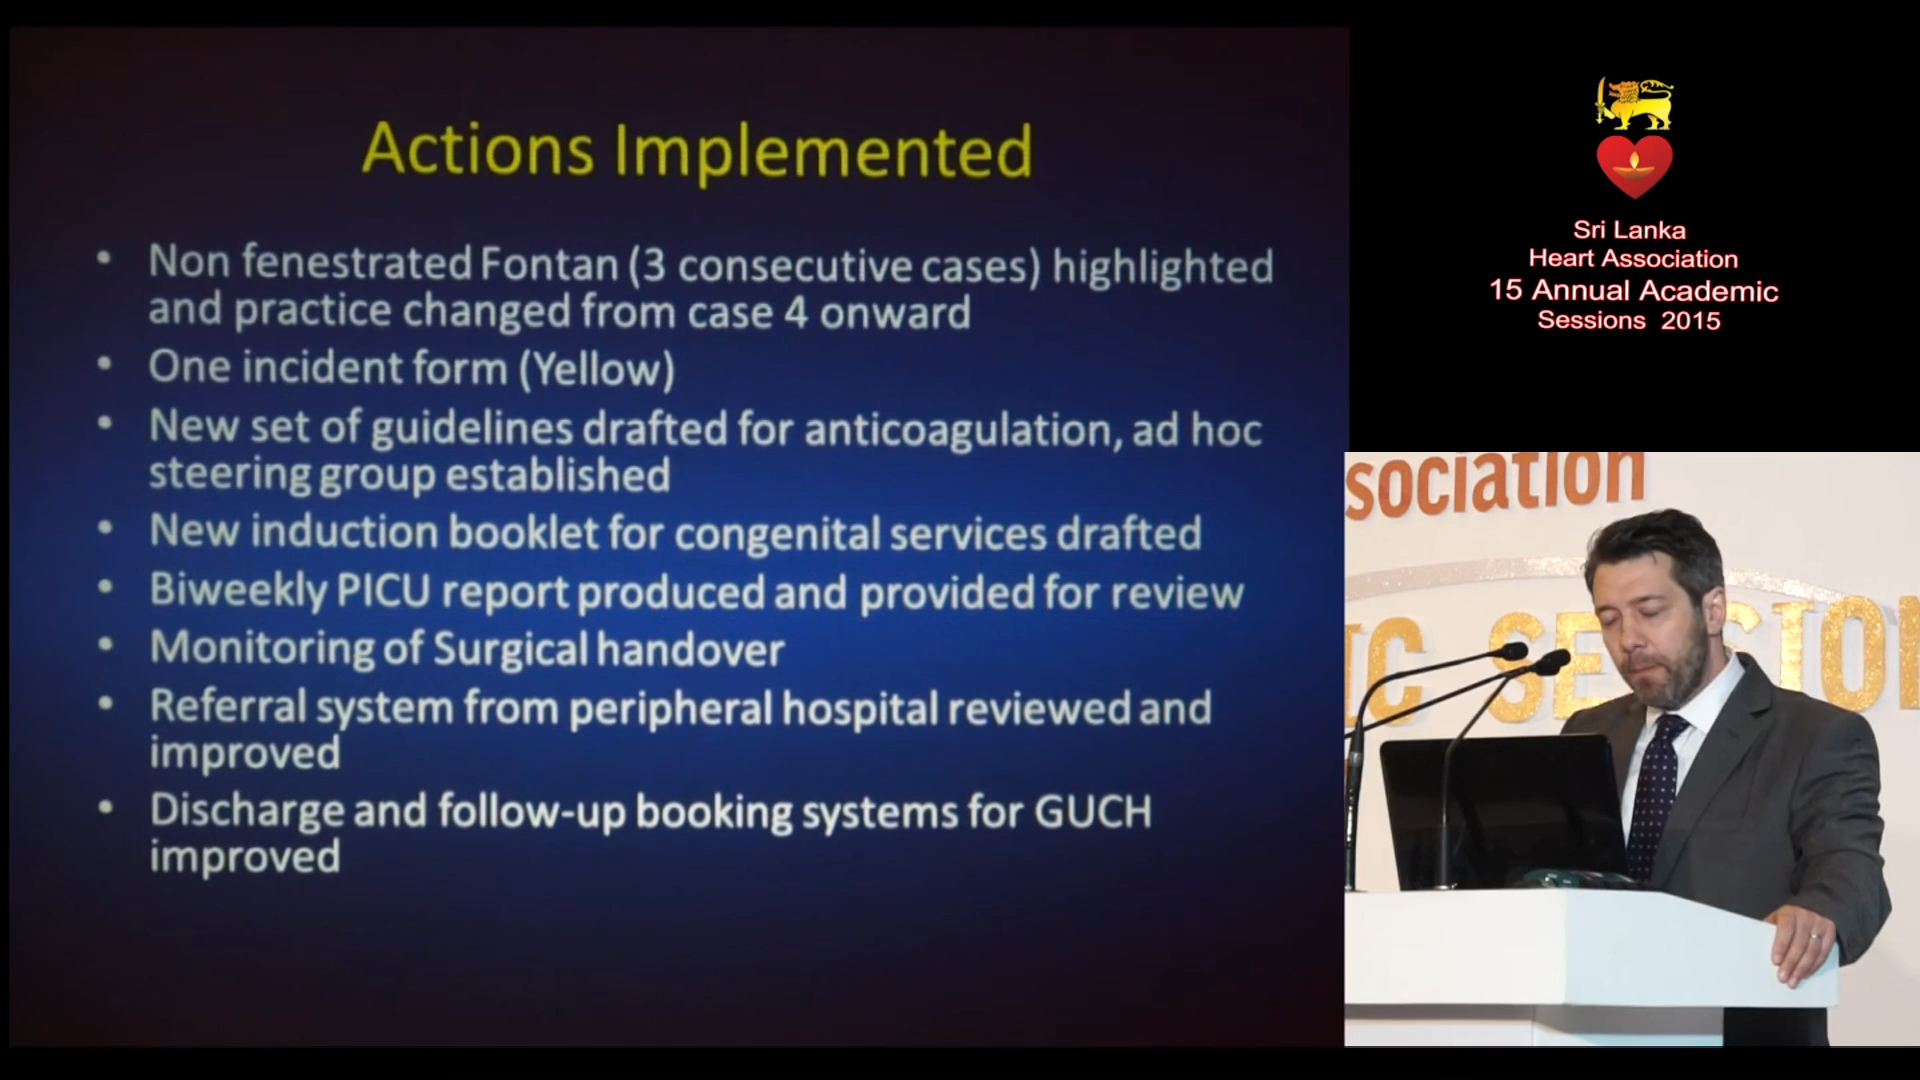 Actions Implemented
• Non fenestrated Fontan (3 consecutive cases) highlighted
and practice changed from case 4 onward
• One incident form (Yellow)
• New set of guidelines drafted for anticoagulation, ad hoc
steering group established
• New induction booklet for congenital services drafted
• Biweekly PICU report produced and provided for review
• Monitoring of Surgical handover
• Referral system from peripheral hospital reviewed and
improved
• Discharge and follow-up booking systems for GUCH
improved
Sri Lanka
Heart Association
15 Annual Academic
Sessions 2015
sociation
IC SE SION